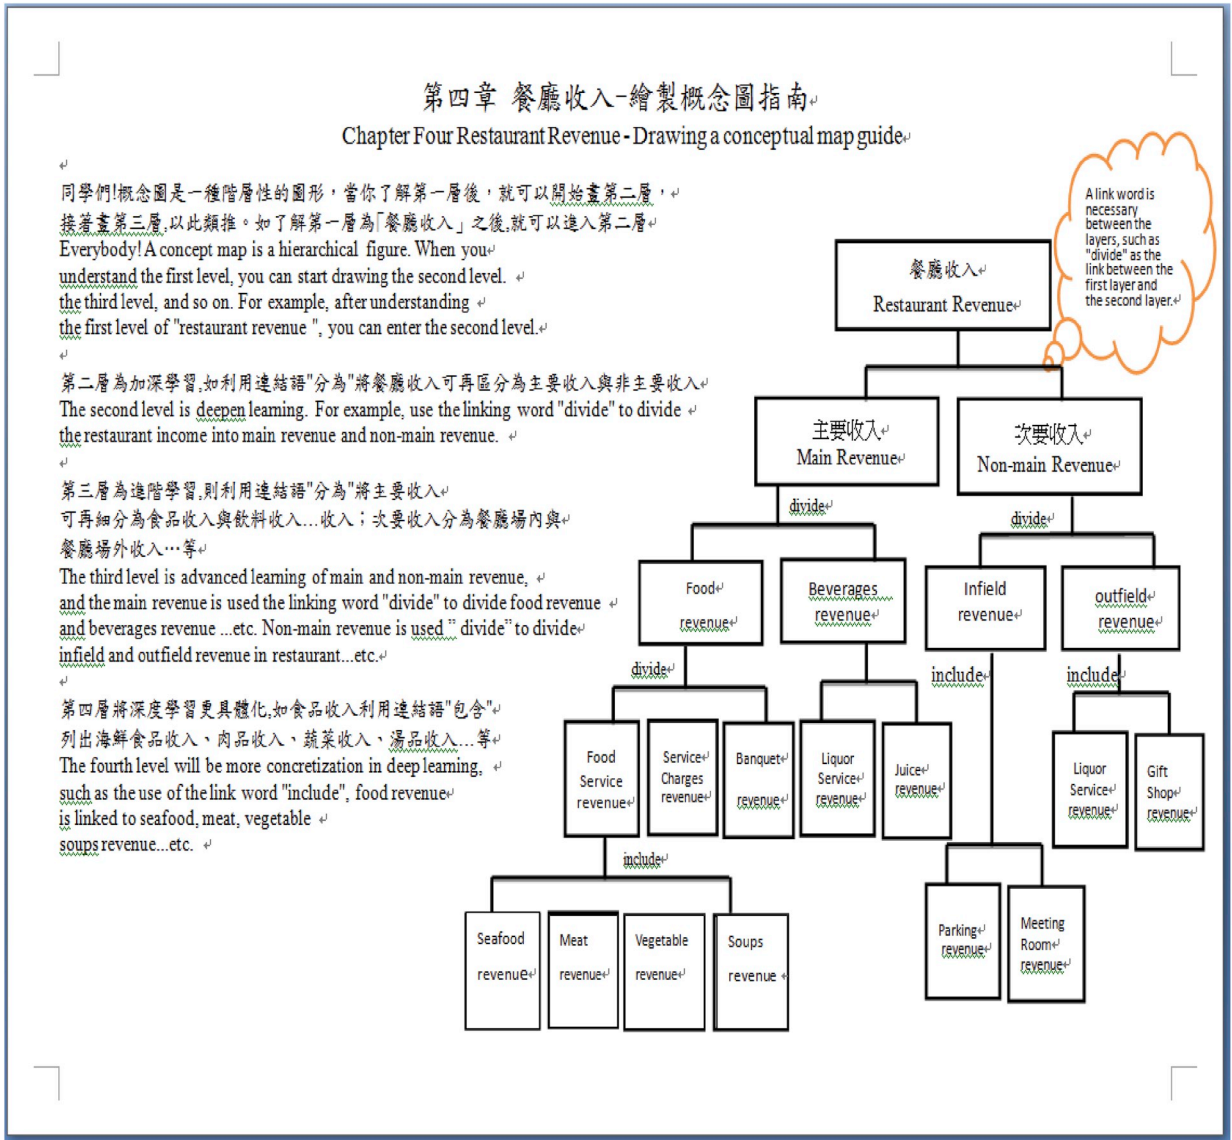 第四章 餐廳收入-繪製概念圖指南
Chapter Four Restaurant Revenue - Drawing a conceptual map guide
同學們!概念圖是一種階層性的圖形，當你了解第一層後，就可以開始畫第二層，
接著畫第三層,以此類推。如了解第一層為「餐廳收入」之後,就可以進入第二層
Everybody! A concept map is a hierarchical figure. When you
understand the first level, you can start drawing the second level.
the third level, and so on. For example, after understanding
the first level of "restaurant revenue ", you can enter the second level.
第二層為加深學習,如利用連結語"分為"將餐廳收入可再區分為主要收入與非主要收入
The second level is deepen learning. For example, use the linking word "divide" to divide
the restaurant income into main revenue and non-main revenue.
第三層為進階學習,則利用連結語"分為"將主要收入
可再細分為食品收入與飲料收入…收入；次要收入分為餐廳場內與
餐廳場外收入…等
The third level is advanced learning of main and non-main revenue,
and the main revenue is used the linking word "divide" to divide food revenue
and beverages revenue ...etc. Non-main revenue is used " divide" to divide
infield and outfield revenue in restaurant...etc.
第四層將深度學習更具體化,如食品收入利用連結語"包含"
列出海鮮食品收入、肉品收入、蔬菜收入、湯品收入…等
The fourth level will be more concretization in deep learning,
such as the use of the link word "include", food revenue
is linked to seafood, meat, vegetable
soups revenue...etc.
A link word is
necessary
between the
layers, such as
"divide" as the
link between the
first layer and
the second layer.
餐廳收入
Restaurant Revenue
主要收入
Main Revenue
次要收入
Non-main Revenue
divide
divide
Food
revenue
Beverages
revenue
Infield
revenue
outfield
revenue
divide
include
include
Food
Service
revenue
Service
Charges
revenue
Banquet
revenue
Liquor
Service
revenue
Juice
revenue
Liquor
Service
revenue
Gift
Shop
revenue
include
Seafood
revenue
Meat
revenue
Vegetable
revenue
Soups
revenue
Parking
revenue
Meeting
Room
revenue